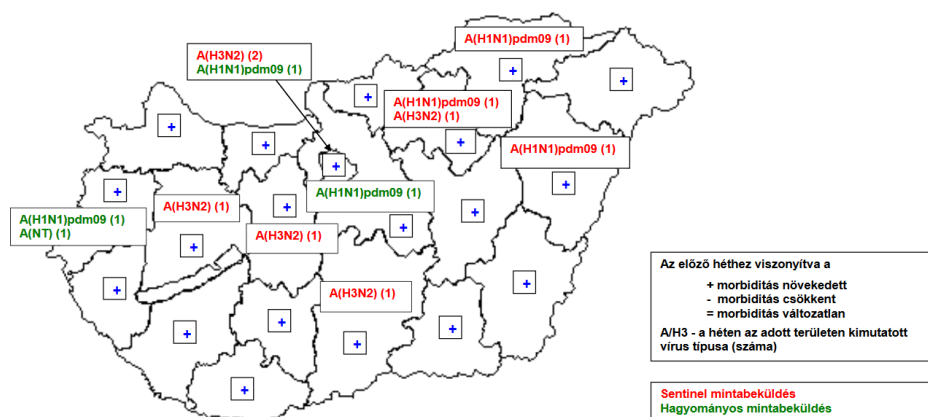 A(H1N1)pdm09 (1)
A(H3N2) (2)
A(H1N1)pdm09 (1)
+
+
+
A(H1N1)pdm09 (1)
A(H3N2) (1)
+
+
+
A(H1N1)pdm09 (1)
+
+
+
A(H3N2) (1)
A(H1N1)pdm09 (1)
+
A(H1N1)pdm09 (1)
A(NT) (1)
+
A(H3N2) (1)
+
+
+
+
A(H3N2) (1)
+
+
+
+
+
Az előző héthez viszonyítva a
+ morbiditás növekedett
- morbiditás csökkent
= morbiditás változatlan
A/H3 - a héten az adott területen kimutatott
vírus típusa (száma)
Sentinel mintabeküldés
Hagyományos mintabeküldés